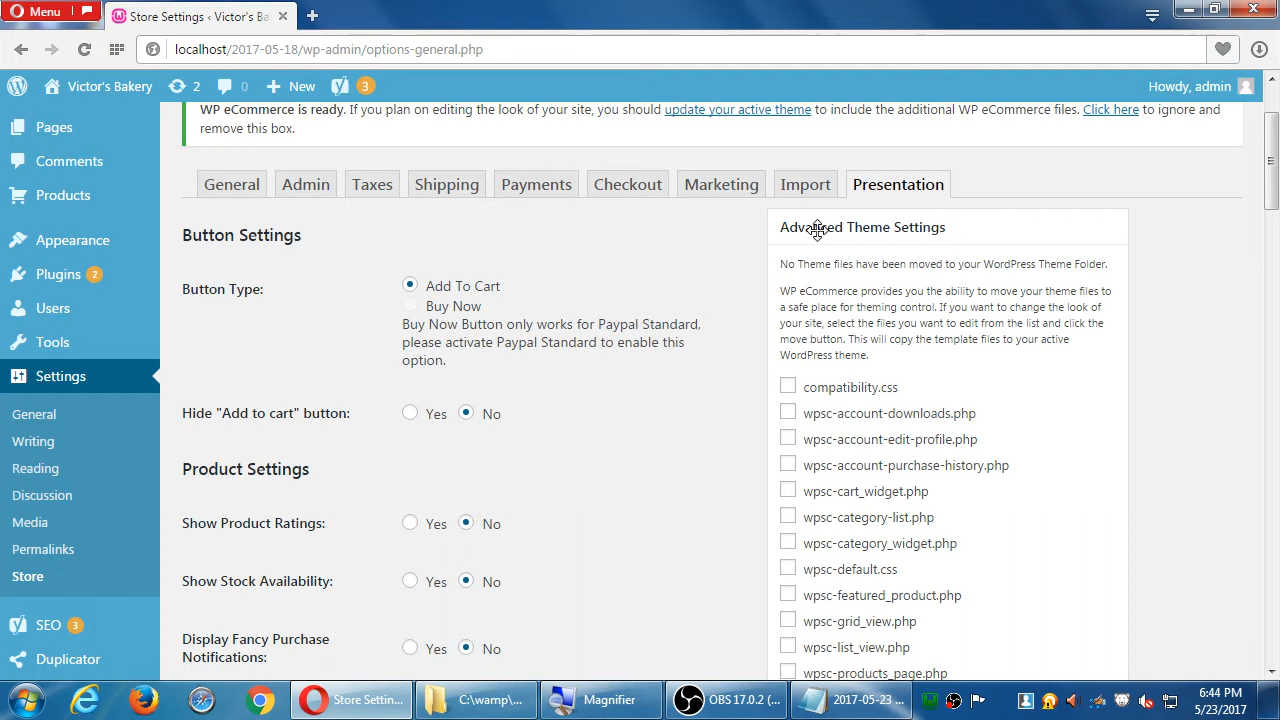 Menu
Store Settings ‹ Victor's Ba
localhost/2017-05-18/wp-admin/options-general.php
Victor's Bakery
2
0
New
3
Howdy, admin
Pages
Comments
Products
Appearance
Plugins 2
Users
Tools
Settings
General
Writing
Reading
Discussion
Media
Permalinks
Store
SEO 3
Duplicator
WP eCommerce is ready. If you plan on editing the look of your site, you should update your active theme to include the additional WP eCommerce files. Click here to ignore and
remove this box.
General Admin Taxes Shipping Payments Checkout Marketing Import Presentation
Button Settings
Button Type:
Add To Cart
Buy Now
Buy Now Button only works for Paypal Standard,
please activate Paypal Standard to enable this
option.
Hide "Add to cart" button:
Yes No
Product Settings
Show Product Ratings:
Yes No
Show Stock Availability:
Yes No
Display Fancy Purchase
Notifications:
Yes No
Advanced Theme Settings
No Theme files have been moved to your WordPress Theme Folder.
WP eCommerce provides you the ability to move your theme files to
a safe place for theming control. If you want to change the look of
your site, select the files you want to edit from the list and click the
move button. This will copy the template files to your active
WordPress theme.
compatibility.css
wpsc-account-downloads.php
wpsc-account-edit-profile.php
wpsc-account-purchase-history.php
wpsc-cart_widget.php
wpsc-category-list.php
wpsc-category_widget.php
wpsc-default.css
wpsc-featured_product.php
wpsc-grid_view.php
wpsc-list_view.php
wpsc-products_page.php
Store Settin...
C:\wamp\...
Magnifier
OBS 17.0.2 (...
2017-05-23 ...
6:44 PM
5/23/2017